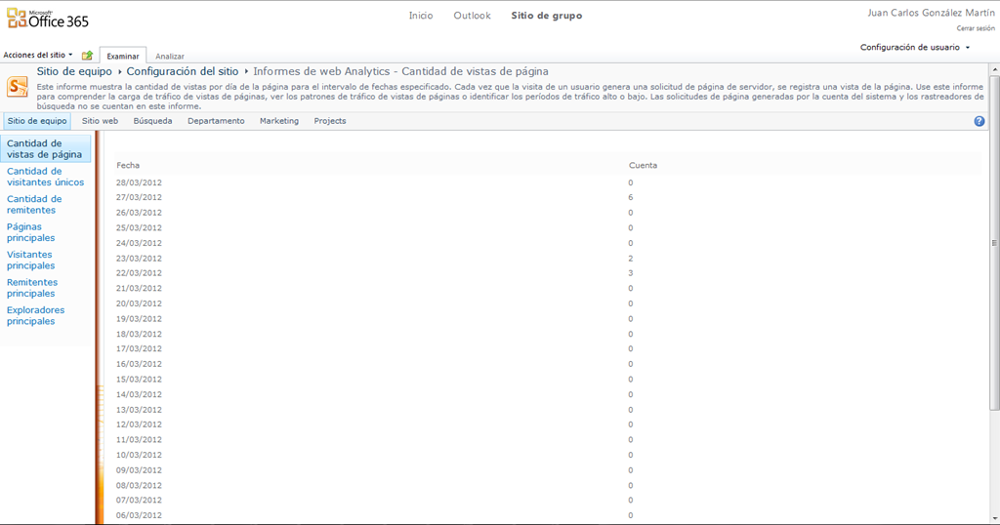 Microsoft
Office 365
Inicio Outlook Sitio de grupo
Juan Carlos González Martín
Cerrar sesión
Acciones del sitio Examinar Analizar Configuración de usuario
Sitio de equipo Configuración del sitio Informes de web Analytics - Cantidad de vistas de página
Este informe muestra la cantidad de vistas por día de la página para el intervalo de fechas especificado. Cada vez que la visita de un usuario genera una solicitud de página de servidor, se registra una vista de la página. Use este informe
para comprender la carga de tráfico de vistas de páginas, ver los patrones de tráfico de vistas de páginas o identificar los períodos de tráfico alto o bajo. Las solicitudes de página generadas por la cuenta del sistema y los rastreadores de
búsqueda no se cuentan en este informe.
Sitio de equipo Sitio web Búsqueda Departamento Marketing Projects ?
Cantidad de
vistas de página
Cantidad de
visitantes únicos
Cantidad de
remitentes
Páginas
principales
Visitantes
principales
Remitentes
principales
Exploradores
principales
Fecha Cuenta
28/03/2012 0
27/03/2012 6
26/03/2012 0
25/03/2012 0
24/03/2012 0
23/03/2012 2
22/03/2012 3
21/03/2012 0
20/03/2012 0
19/03/2012 0
18/03/2012 0
17/03/2012 0
16/03/2012 0
15/03/2012 0
14/03/2012 0
13/03/2012 0
12/03/2012 0
11/03/2012 0
10/03/2012 0
09/03/2012 0
08/03/2012 0
07/03/2012 0
06/03/2012 0